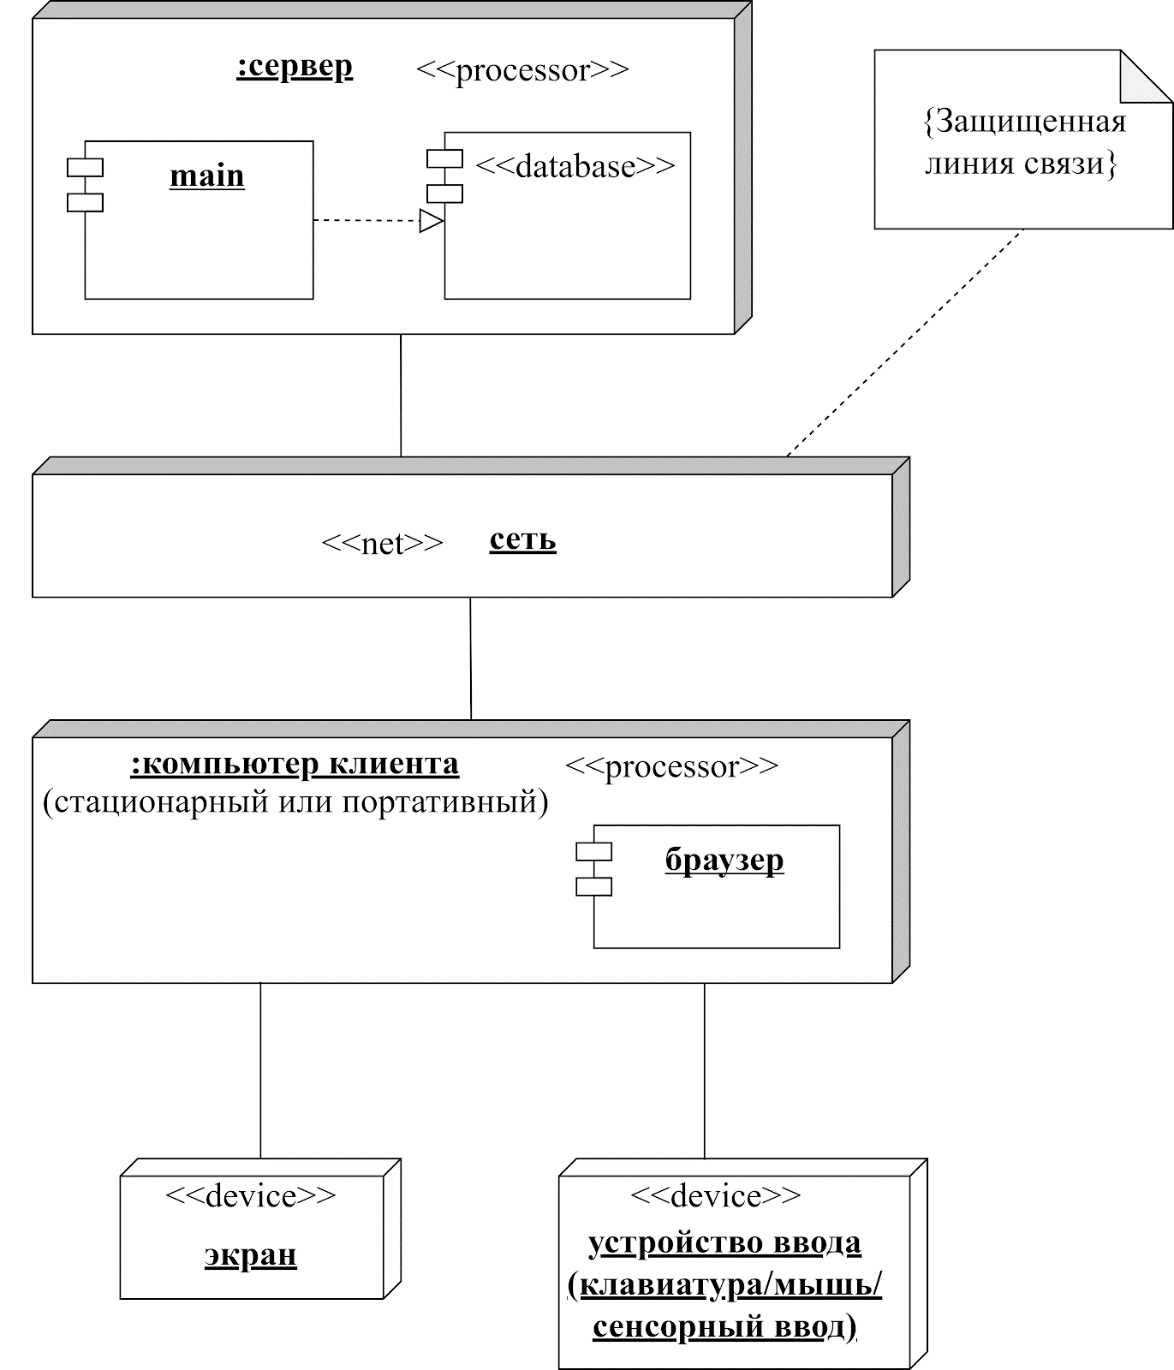 :сервер <<processor>>
main
<<database>>
{Защищенная
линия связи}
<<net>> сеть
:компьютер клиента <<processor>>
(стационарный или портативный)
браузер
<<device>>
экран
<<device>>
устройство ввода
(клавиатура/мышь/
сенсорный ввод)